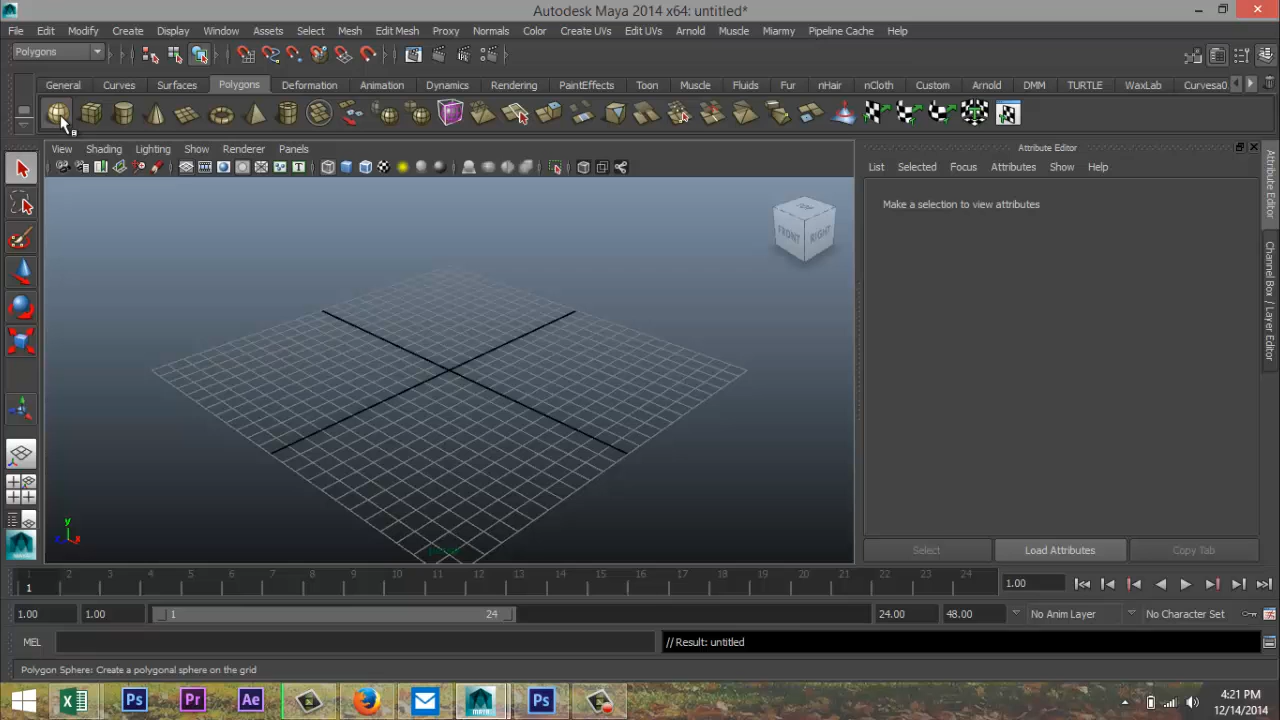 Autodesk Maya 2014 x64: untitled*
File Edit Modify Create Display Window Assets Select Mesh Edit Mesh Proxy Normals Color Create UVs Edit UVs Arnold Muscle Miarmy Pipeline Cache Help
Polygons
General Curves Surfaces Polygons Deformation Animation Dynamics Rendering PaintEffects Toon Muscle Fluids Fur nHair nCloth Custom Arnold DMM TURTLE WaxLab Curvesa0
View Shading Lighting Show Renderer Panels
Attribute Editor
List Selected Focus Attributes Show Help
Make a selection to view attributes
TOP
FRONT RIGHT
Attribute Editor
Channel Box / Layer Editor
y
x
Select Load Attributes Copy Tab
1 2 3 4 5 6 7 8 9 10 11 12 13 14 15 16 17 18 19 20 21 22 23 24
1
1.00
1.00 1.00 1 24 24.00 48.00 No Anim Layer No Character Set
MEL // Result: untitled
Polygon Sphere: Create a polygonal sphere on the grid
Ps Pr Ae MAYA Ps
4:21 PM
12/14/2014